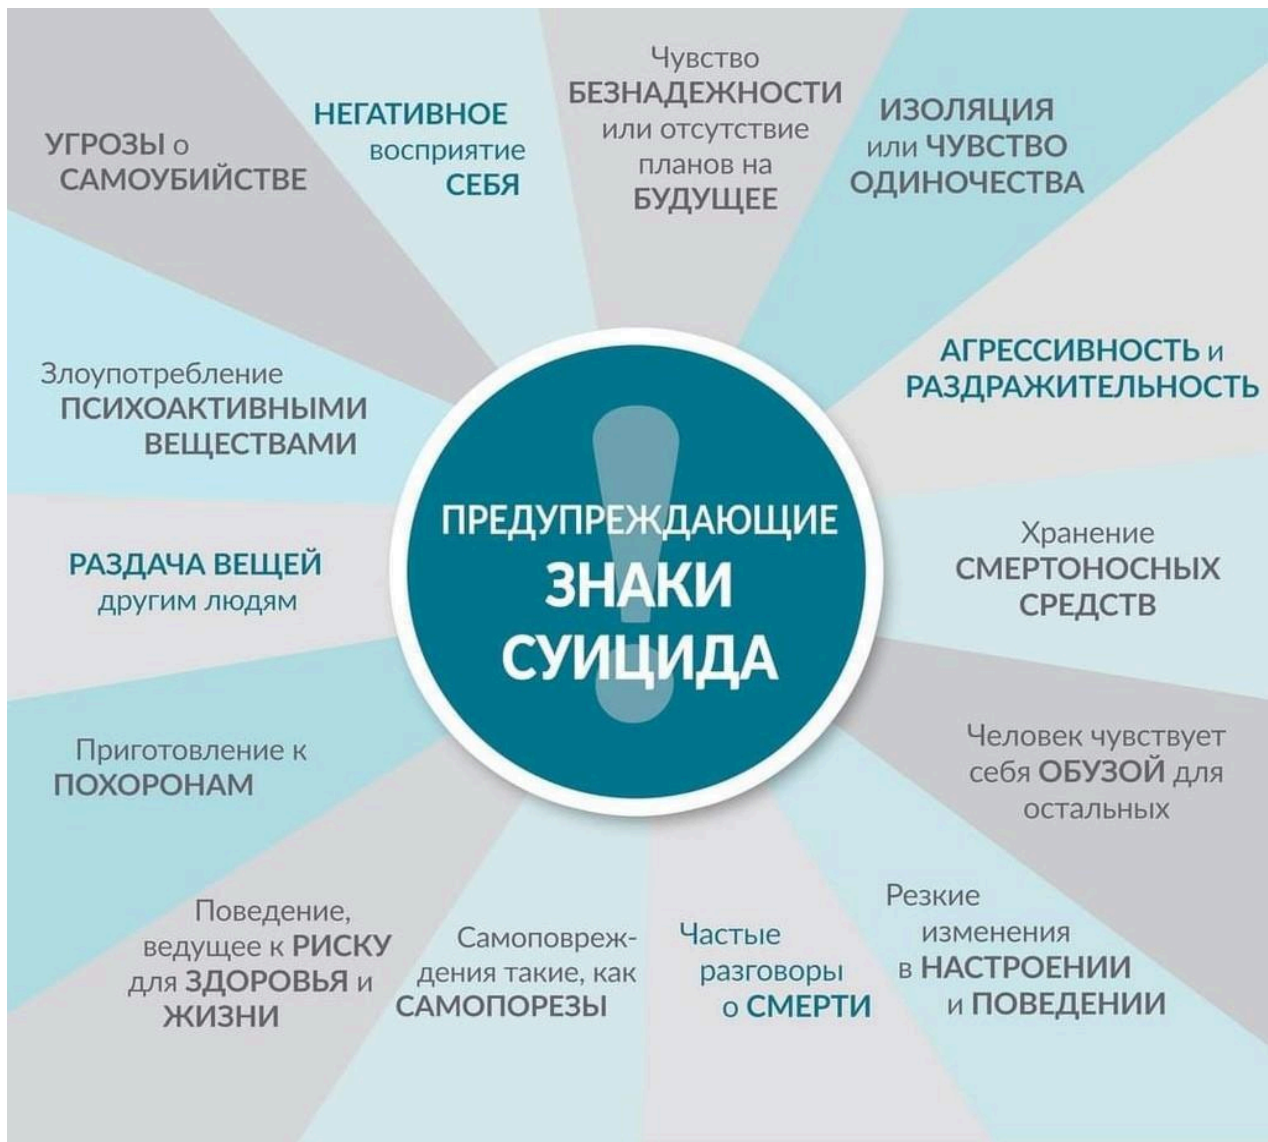 УГРОЗЫ о
САМОУБИЙСТВЕ
НЕГАТИВНОЕ
восприятие
СЕБЯ
Чувство
БЕЗНАДЕЖНОСТИ
или отсутствие
планов на
БУДУЩЕЕ
ИЗОЛЯЦИЯ
или ЧУВСТВО
ОДИНОЧЕСТВА
АГРЕССИВНОСТЬ и
РАЗДРАЖИТЕЛЬНОСТЬ
Хранение
СМЕРТОНОСНЫХ
СРЕДСТВ
Человек чувствует
себя ОБУЗОЙ для
остальных
Резкие
изменения
в НАСТРОЕНИИ
и ПОВЕДЕНИИ
Частые
разговоры
о СМЕРТИ
Самоповреж-
дения такие, как
САМОПОРЕЗЫ
Поведение,
ведущее к РИСКУ
для ЗДОРОВЬЯ и
ЖИЗНИ
Приготовление к
ПОХОРОНАМ
РАЗДАЧА ВЕЩЕЙ
другим людям
Злоупотребление
ПСИХОАКТИВНЫМИ
ВЕЩЕСТВАМИ
ПРЕДУПРЕЖДАЮЩИЕ
ЗНАКИ
СУИЦИДА